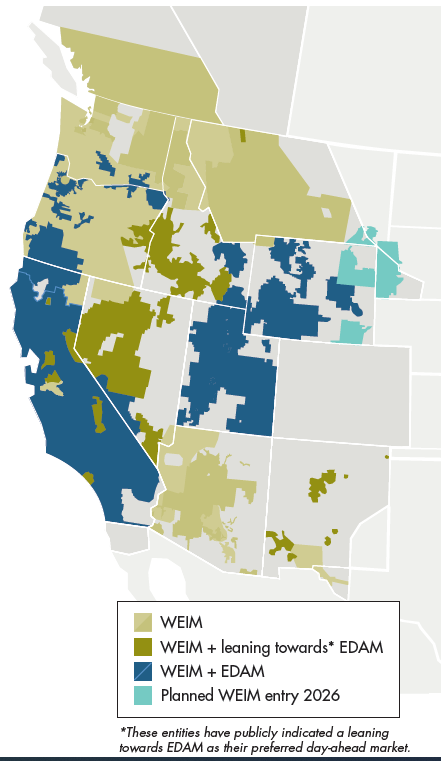 WEIM
WEIM + leaning towards* EDAM
WEIM + EDAM
Planned WEIM entry 2026
*These entities have publicly indicated a leaning
towards EDAM as their preferred day-ahead market.